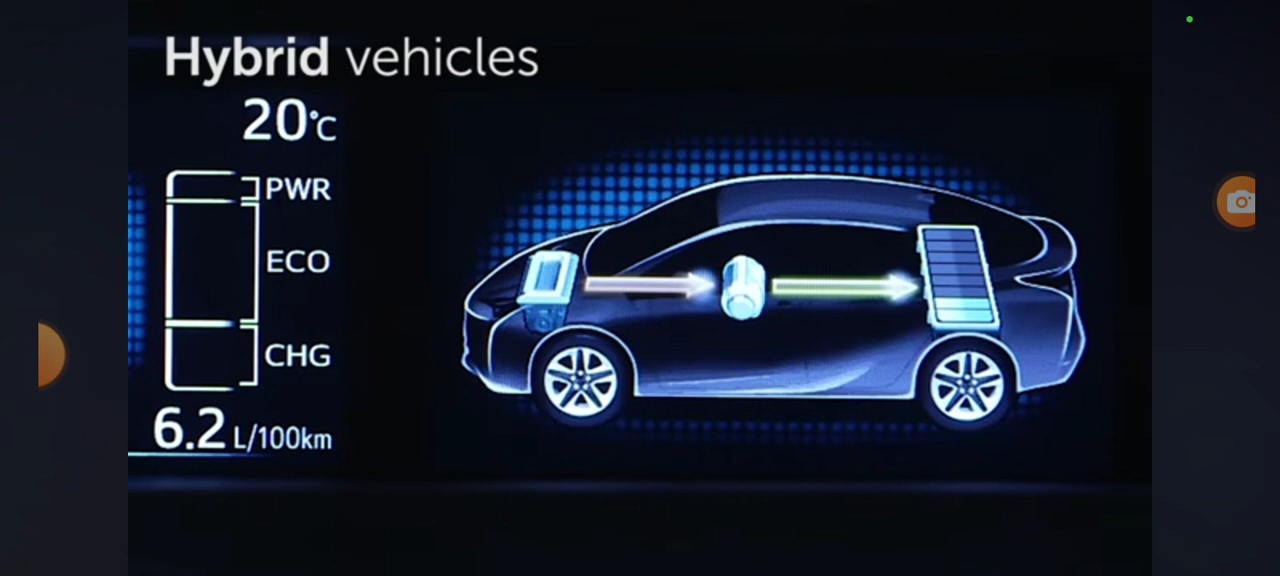 Hybrid vehicles
20°C
PWR
ECO
CHG
6.2 L/100km